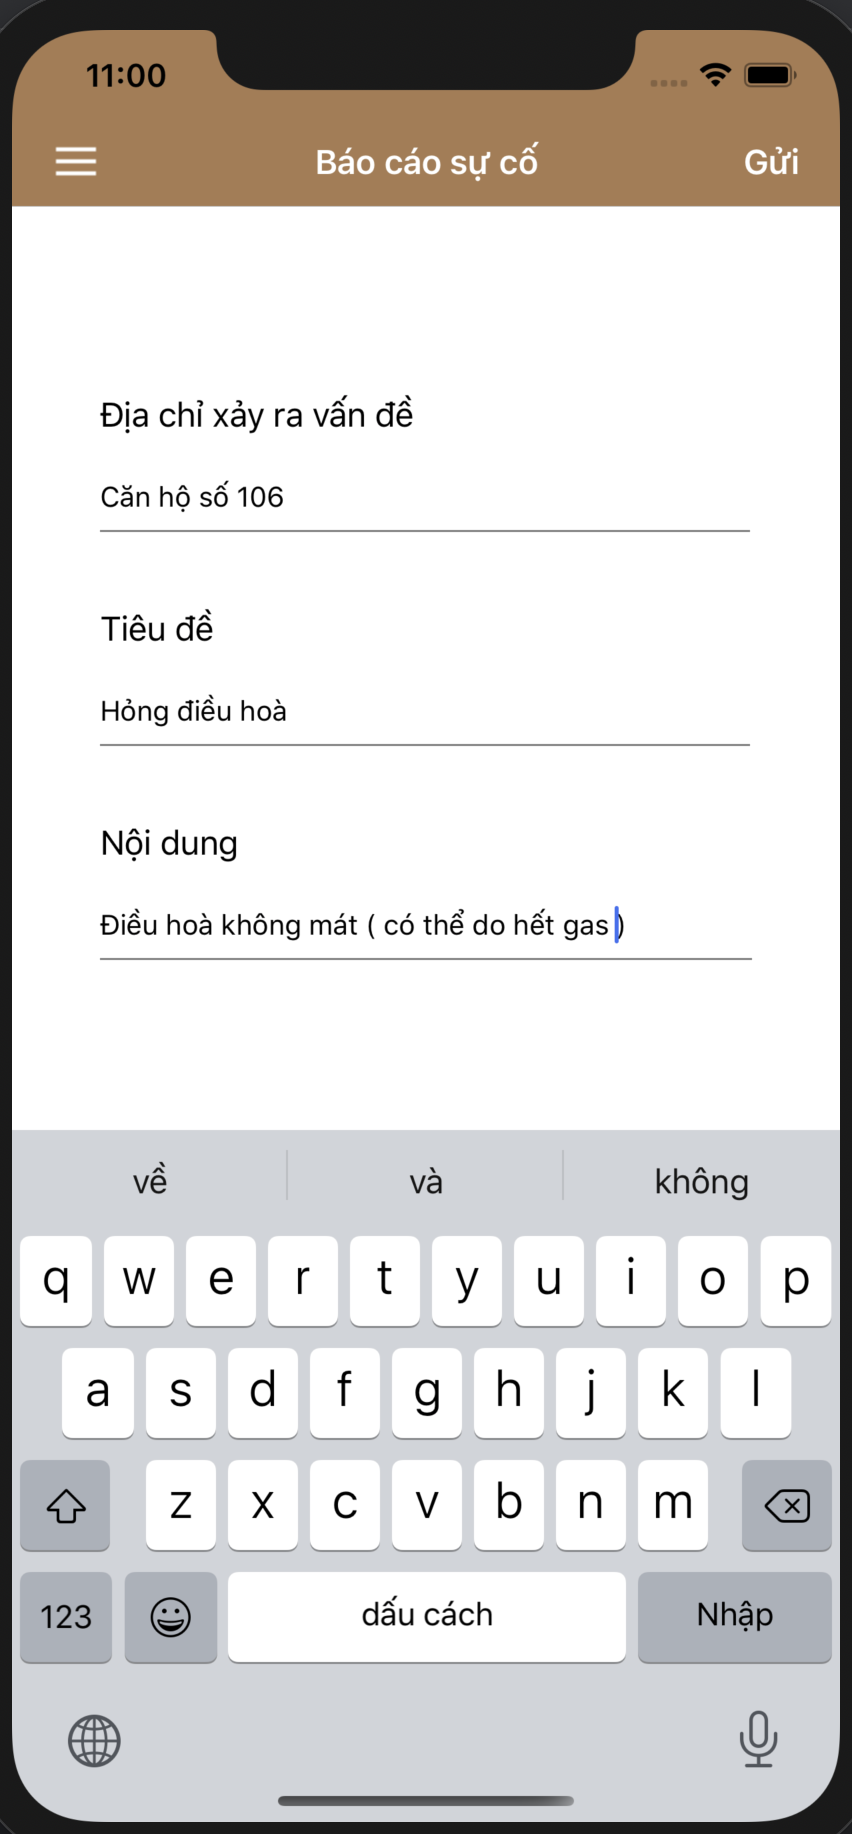 11:00
Báo cáo sự cố
Gửi
Địa chỉ xảy ra vấn đề
Căn hộ số 106
Tiêu đề
Hỏng điều hoà
Nội dung
Điều hoà không mát ( có thể do hết gas )
về và không
q w e r t y u i o p
a s d f g h j k l
z x c v b n m
123 dấu cách Nhập